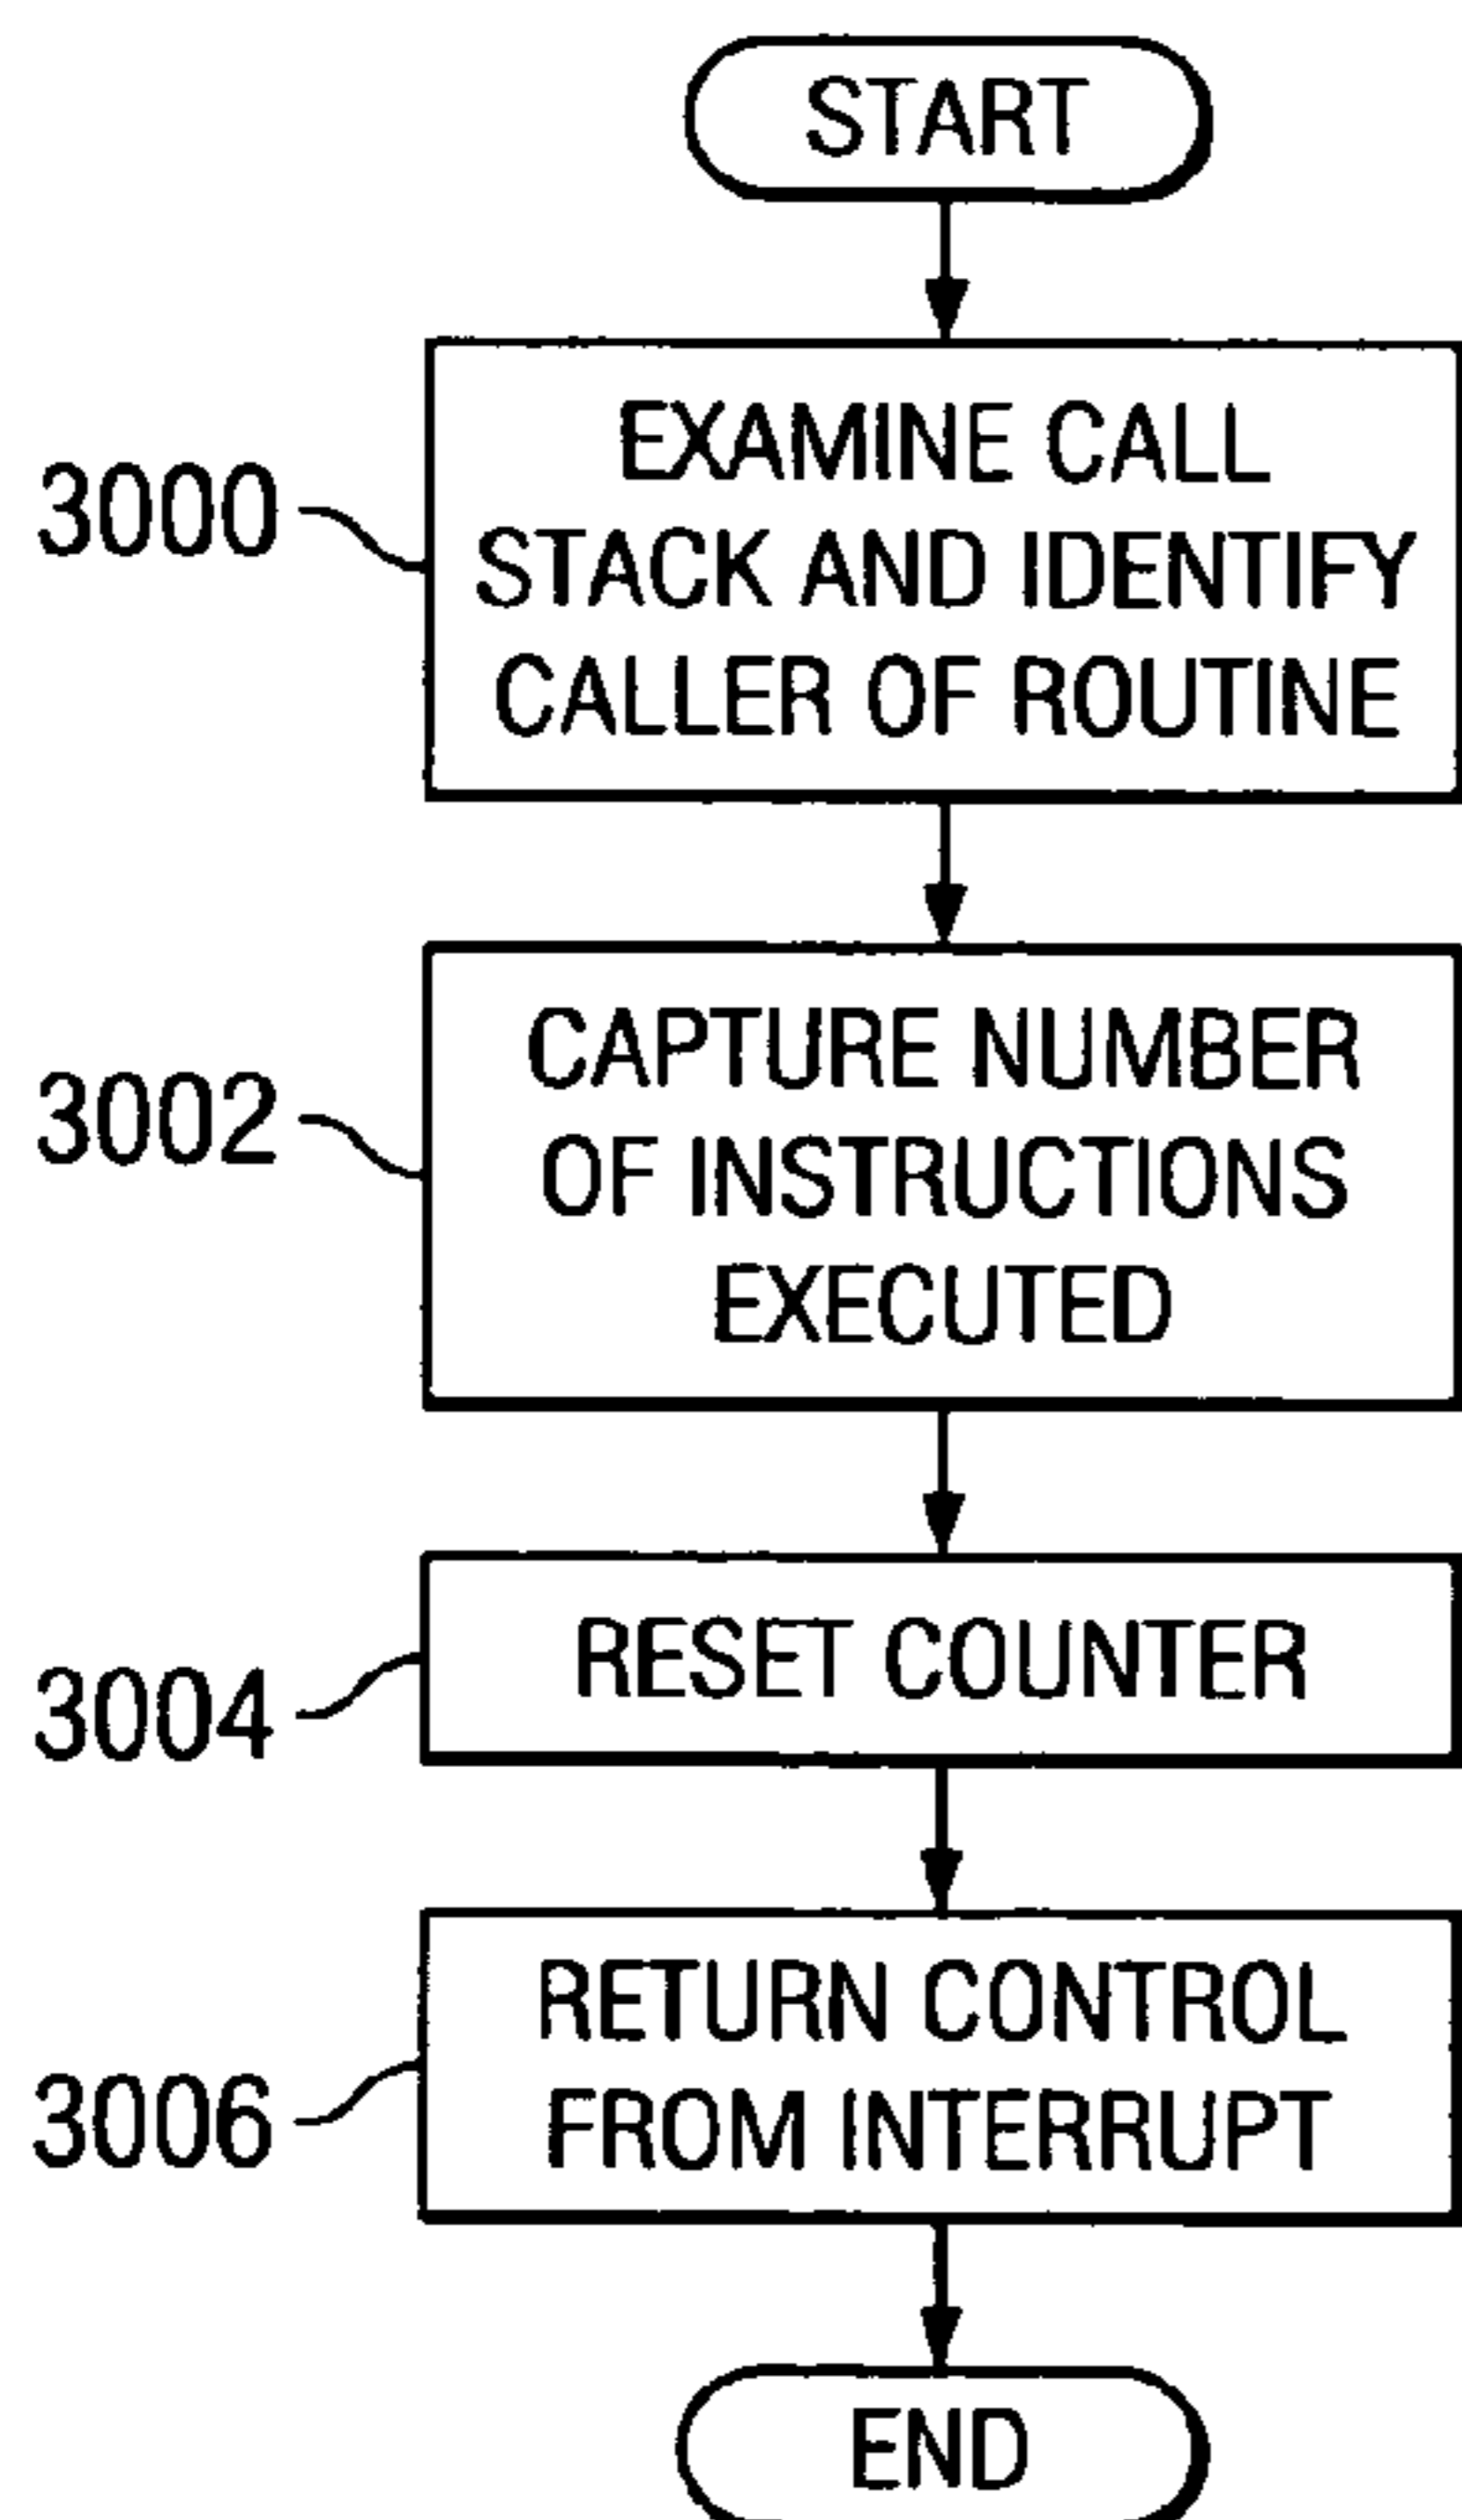 START
3000
EXAMINE CALL
STACK AND IDENTIFY
CALLER OF ROUTINE
3002
CAPTURE NUMBER
OF INSTRUCTIONS
EXECUTED
3004
RESET COUNTER
3006
RETURN CONTROL
FROM INTERRUPT
END